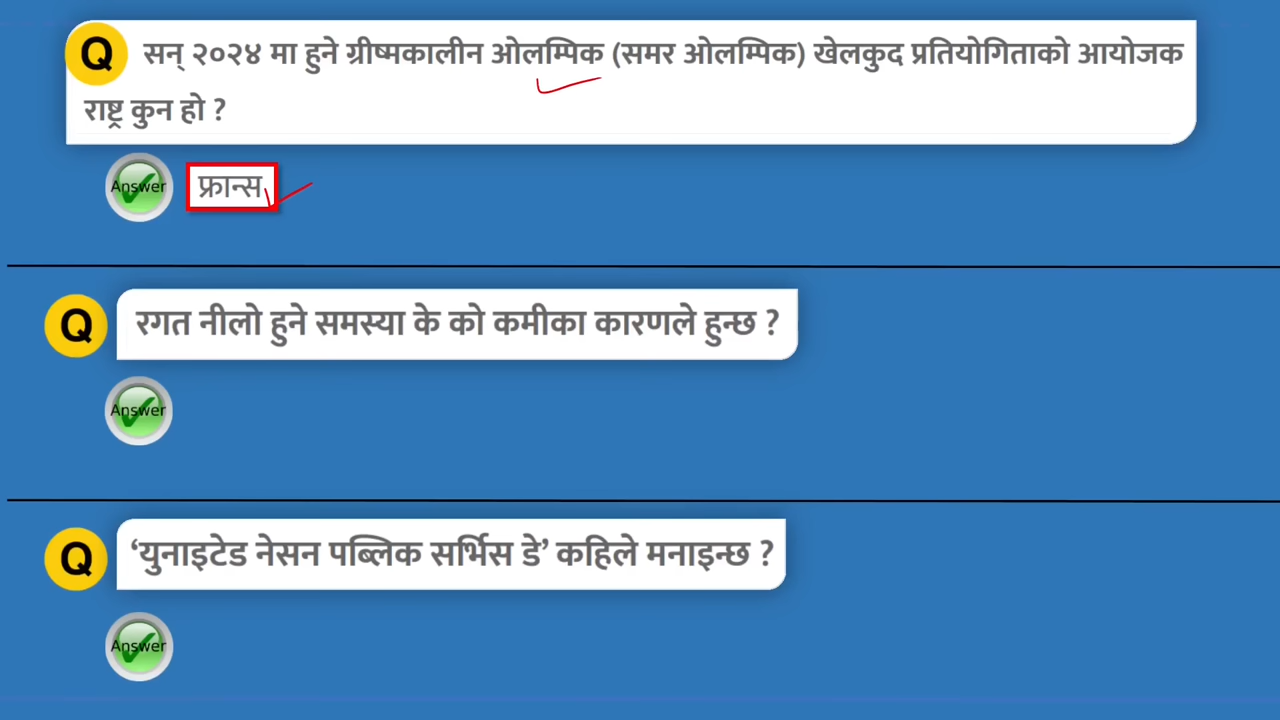 Q सन् २०२४ मा हुने ग्रीष्मकालीन ओलम्पिक (समर ओलम्पिक) खेलकुद प्रतियोगिताको आयोजक
राष्ट्र कुन हो ?
Answer फ्रान्स
Q रगत नीलो हुने समस्या के को कमीका कारणले हुन्छ ?
Answer
Q ‘युनाइटेड नेसन पब्लिक सर्भिस डे’ कहिले मनाइन्छ ?
Answer